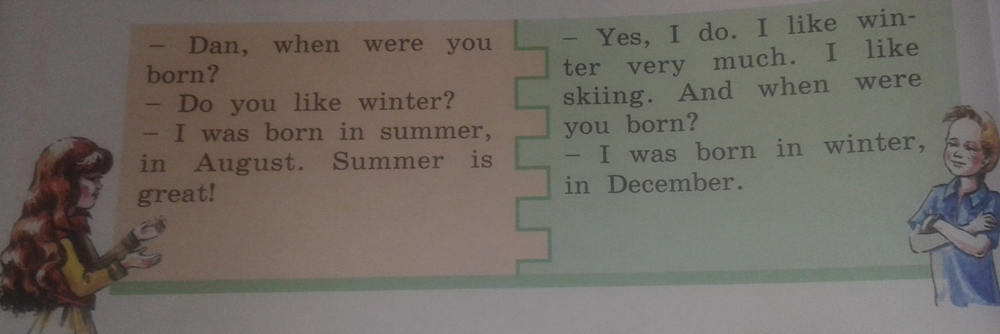 – Dan, when were you
born?
– Do you like winter?
– I was born in summer,
in August. Summer is
great!
– Yes, I do. I like win-
ter very much. I like
skiing. And when were
you born?
– I was born in winter,
in December.